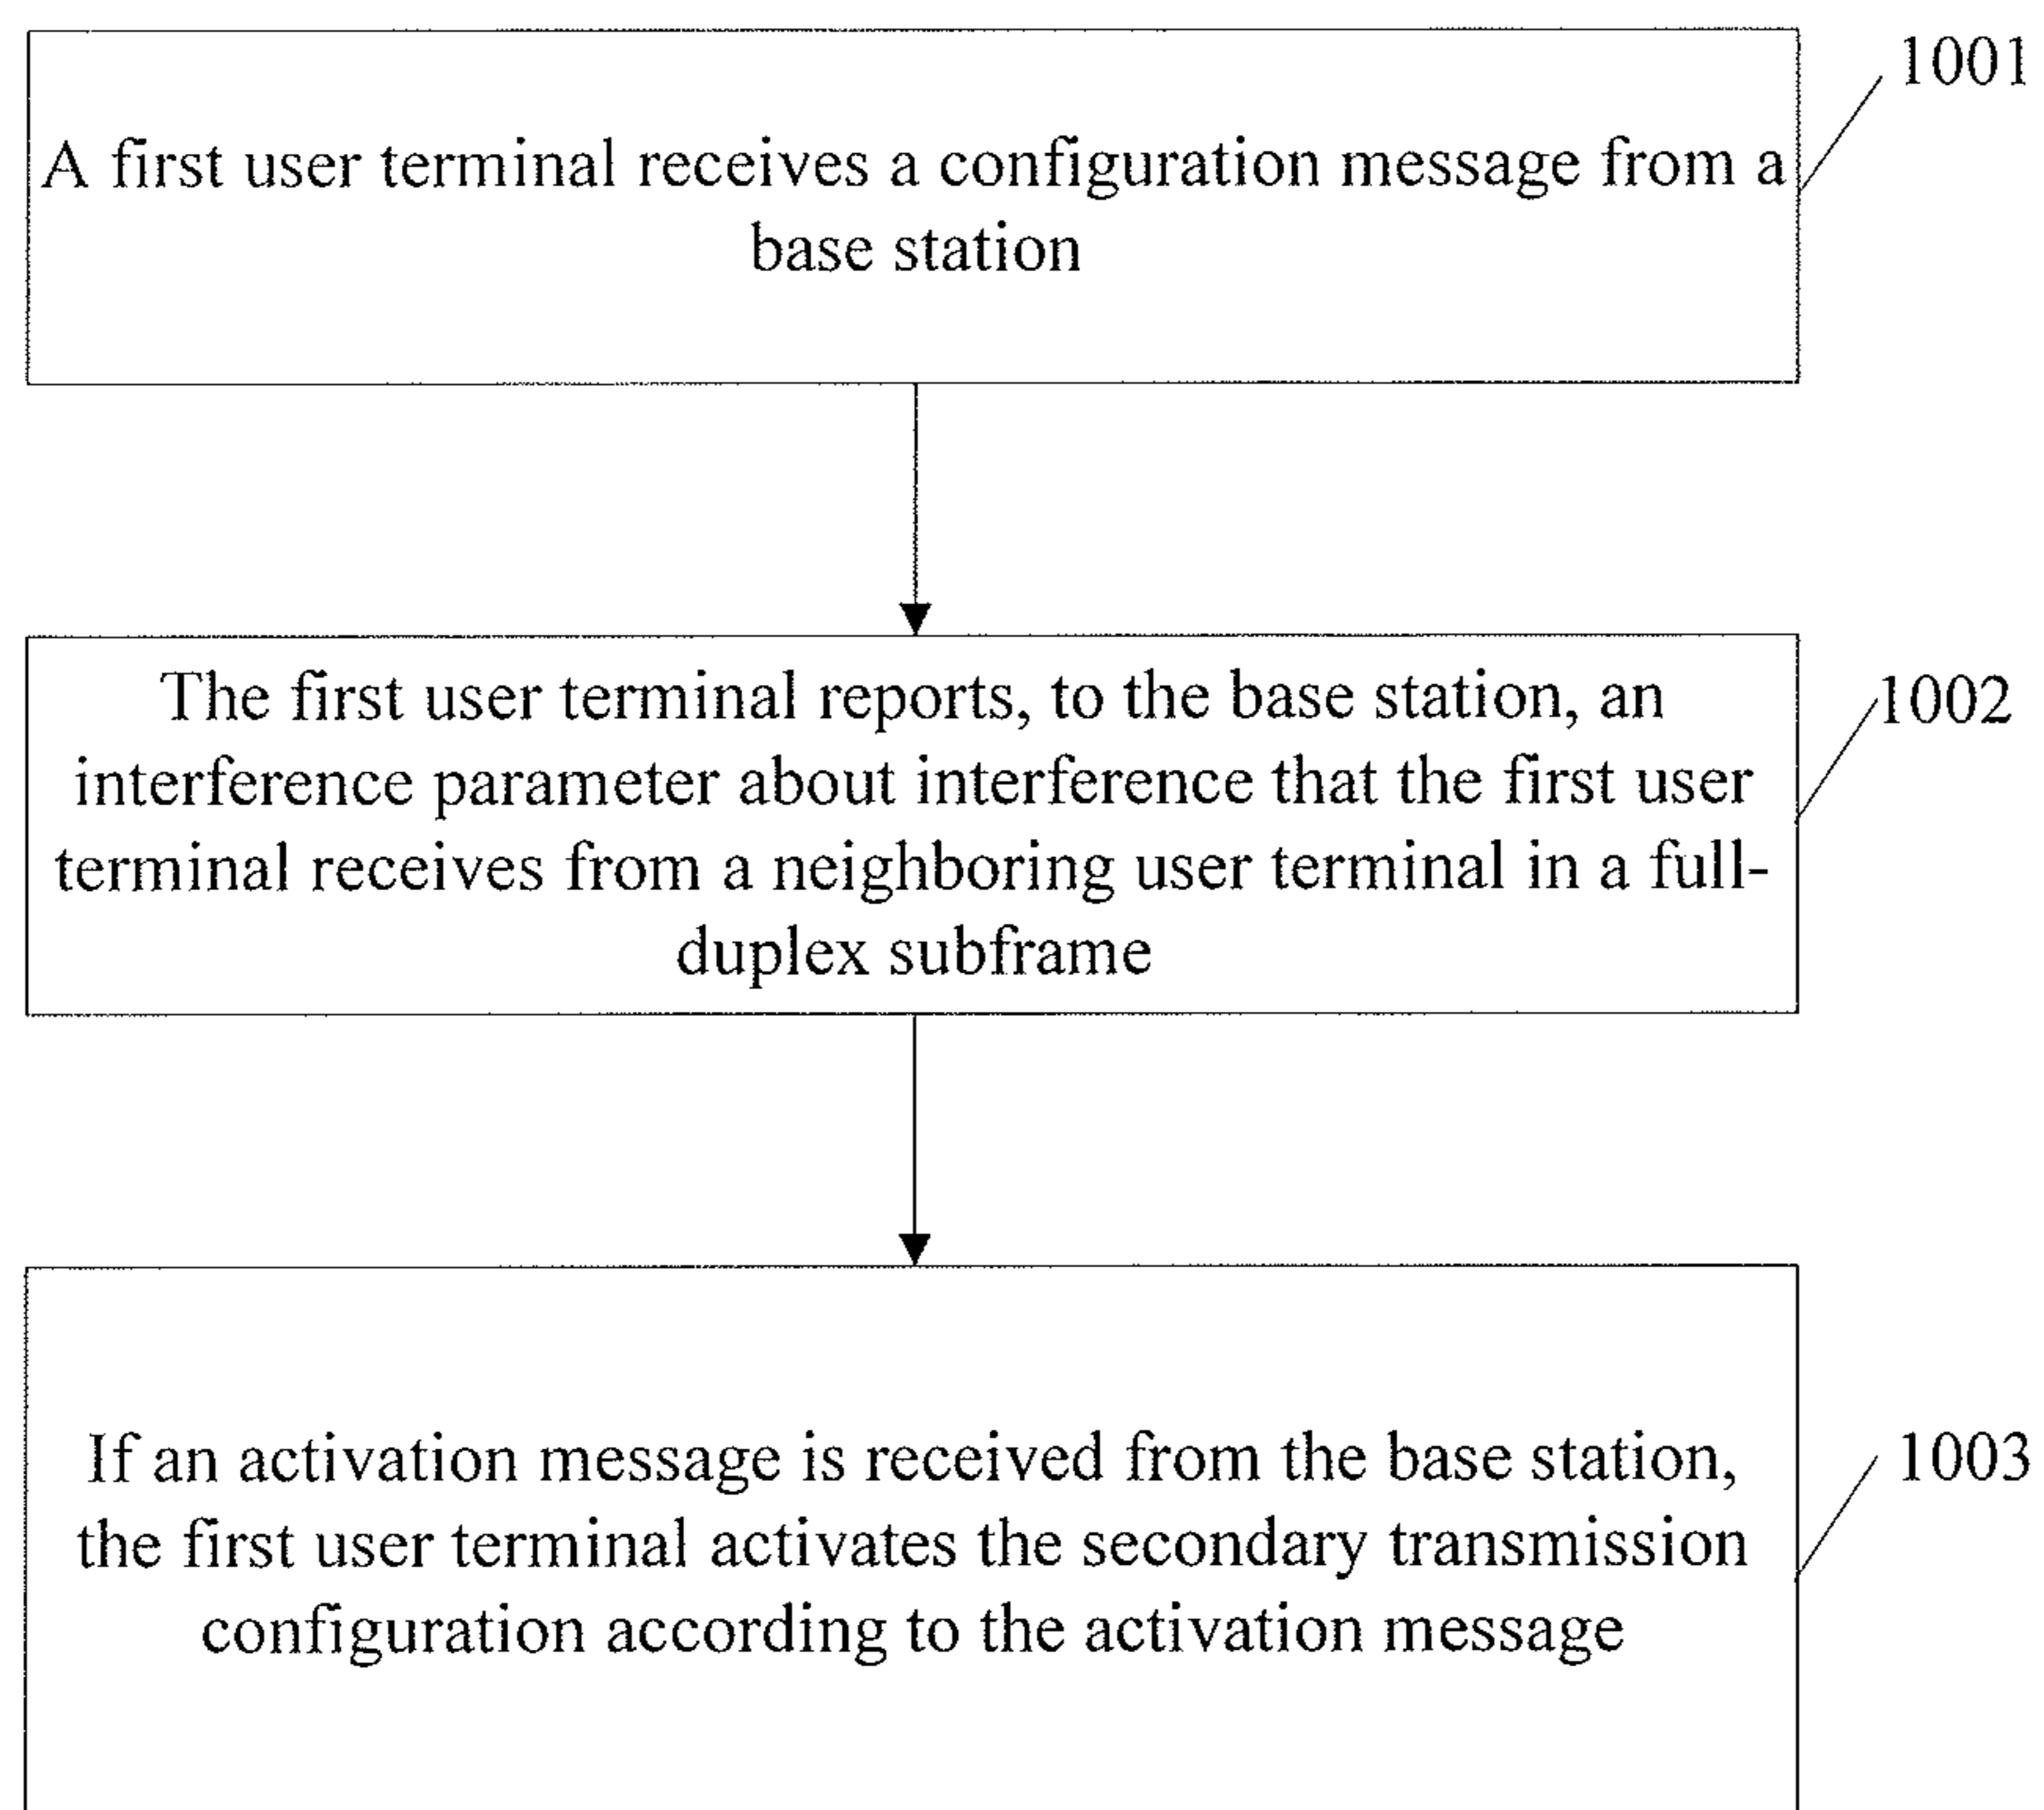 1001
A first user terminal receives a configuration message from a
base station
The first user terminal reports, to the base station, an
1002
interference parameter about interference that the first user
terminal receives from a neighboring user terminal in a full-
duplex subframe
If an activation message is received from the base station,
1003
the first user terminal activates the secondary transmission
configuration according to the activation message